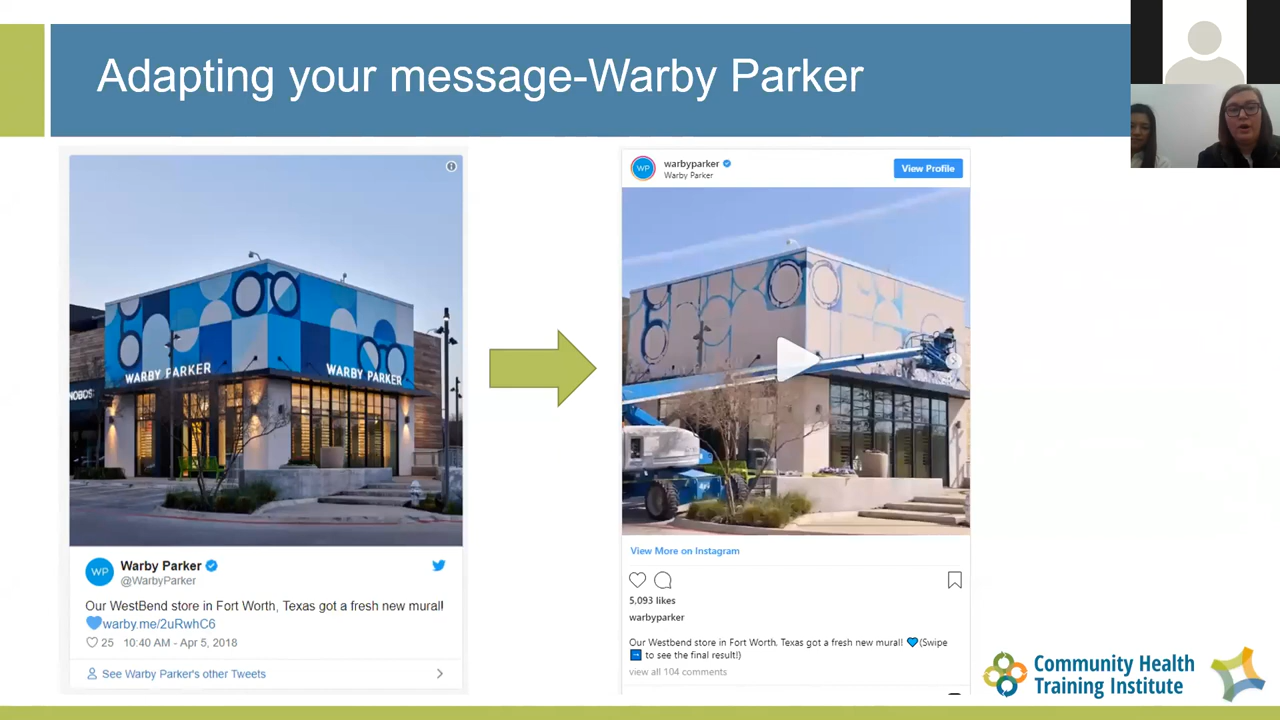 Adapting your message-Warby Parker
WARBY PARKER
WARBY PARKER
Warby Parker
@WarbyParker
WP
Our WestBend store in Fort Worth, Texas got a fresh new mural!
💙warby.me/2uRwhC6
♡ 25 10:40 AM - Apr 5, 2018
See Warby Parker's other Tweets
WP
warbyparker
Warby Parker
View Profile
View More on Instagram
5,093 likes
warbyparker
Our Westbend store in Fort Worth, Texas got a fresh new mural! 💙(Swipe
➡ to see the final result!)
view all 104 comments
Community Health
Training Institute